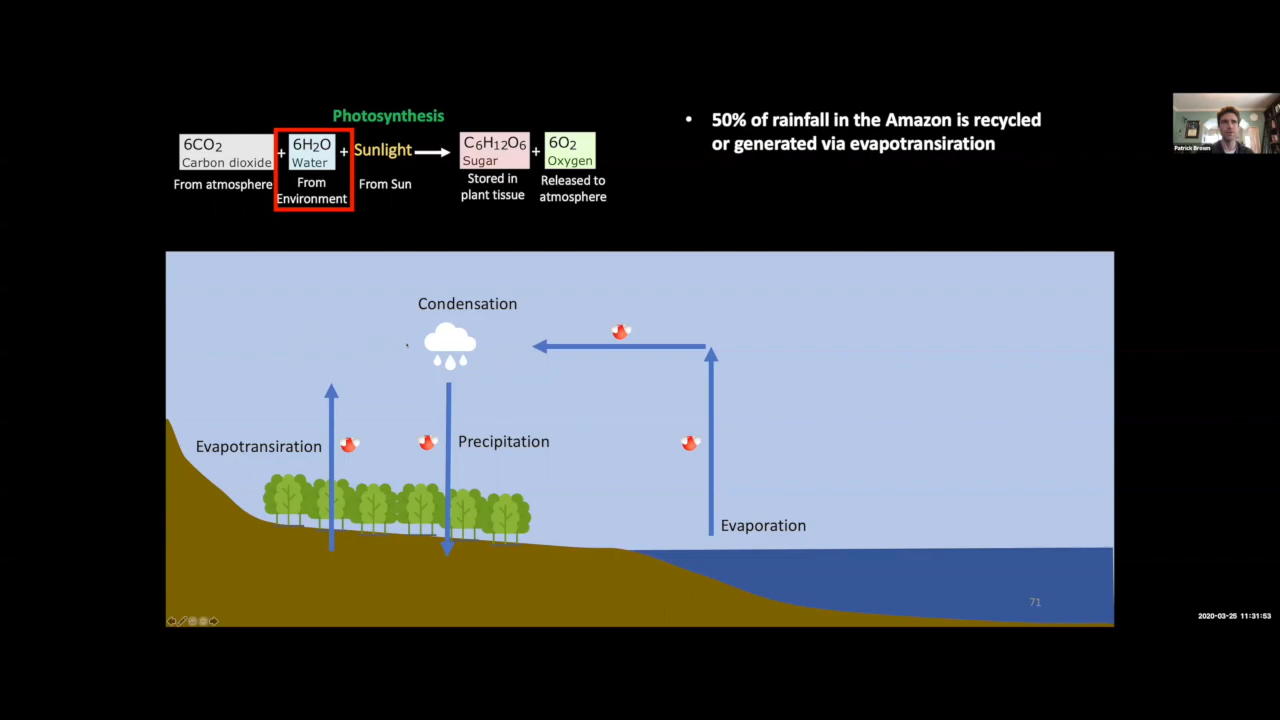 Photosynthesis
6CO2 + 6H2O + Sunlight C6H12O6 + 6O2
Carbon dioxide Water Sugar Oxygen
From atmosphere From Environment From Sun Stored in plant tissue Released to atmosphere
• 50% of rainfall in the Amazon is recycled
or generated via evapotransiration
Patrick Brown
Condensation
Evapotransiration
Precipitation
Evaporation
71
2020-03-25 11:31:53